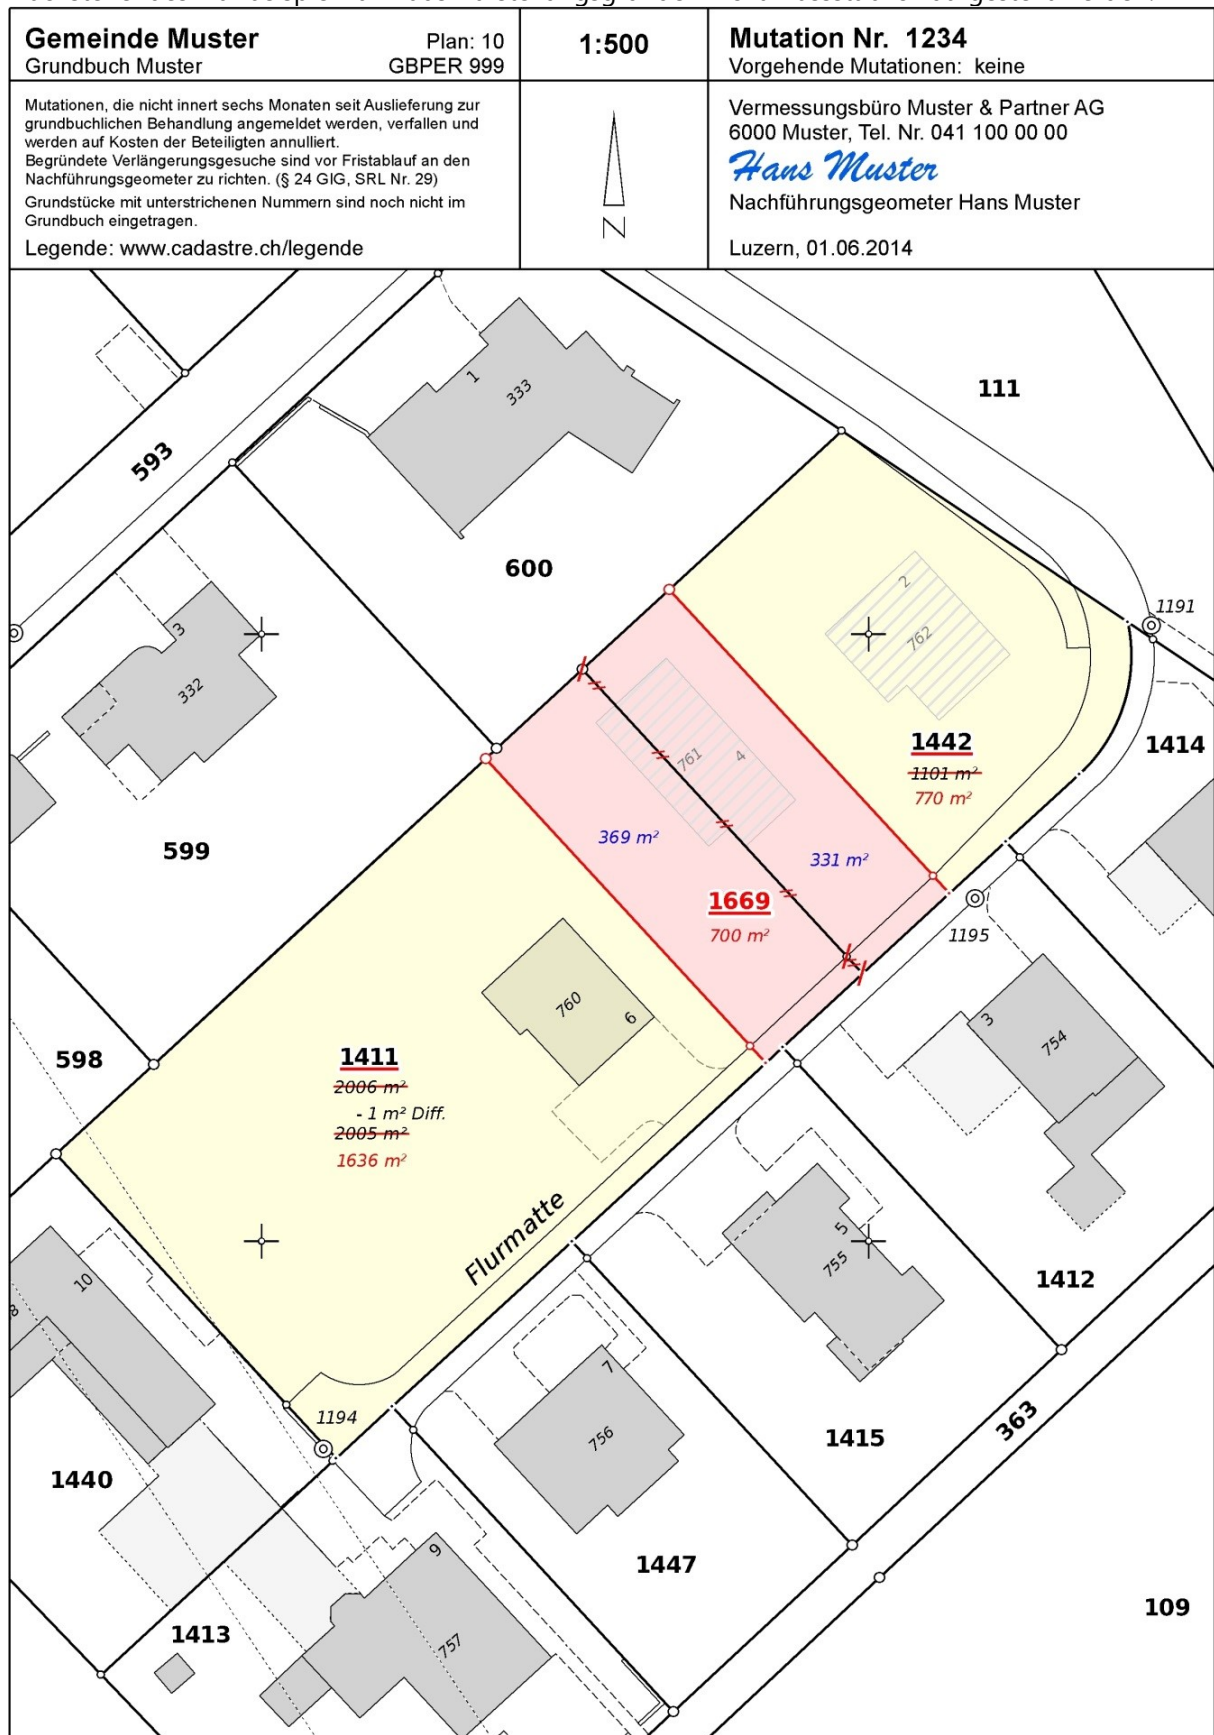 Gemeinde Muster
Plan: 10
Grundbuch Muster
GBPER 999
1:500
Mutation Nr. 1234
Vorgehende Mutationen: keine
Mutationen, die nicht innert sechs Monaten seit Auslieferung zur
grundbuchlichen Behandlung angemeldet werden, verfallen und
werden auf Kosten der Beteiligten annulliert.
Begründete Verlängerungsgesuche sind vor Fristablauf an den
Nachführungsgeometer zu richten. (§ 24 GIG, SRL Nr. 29)
Grundstücke mit unterstrichenen Nummern sind noch nicht im
Grundbuch eingetragen.
Legende: www.cadastre.ch/legende
N
Vermessungsbüro Muster & Partner AG
6000 Muster, Tel. Nr. 041 100 00 00
Hans Muster
Nachführungsgeometer Hans Muster
Luzern, 01.06.2014
1
333
111
593
600
2
762
1191
3
332
1442
1101 m²
770 m²
1414
761
4
369 m²
331 m²
599
1669
700 m²
1195
760
6
3
754
598
1411
2006 m²
- 1 m² Diff.
2005 m²
1636 m²
Flurmatte
5
755
1412
10
8
7
756
1194
1415
363
1440
9
757
1447
1413
109